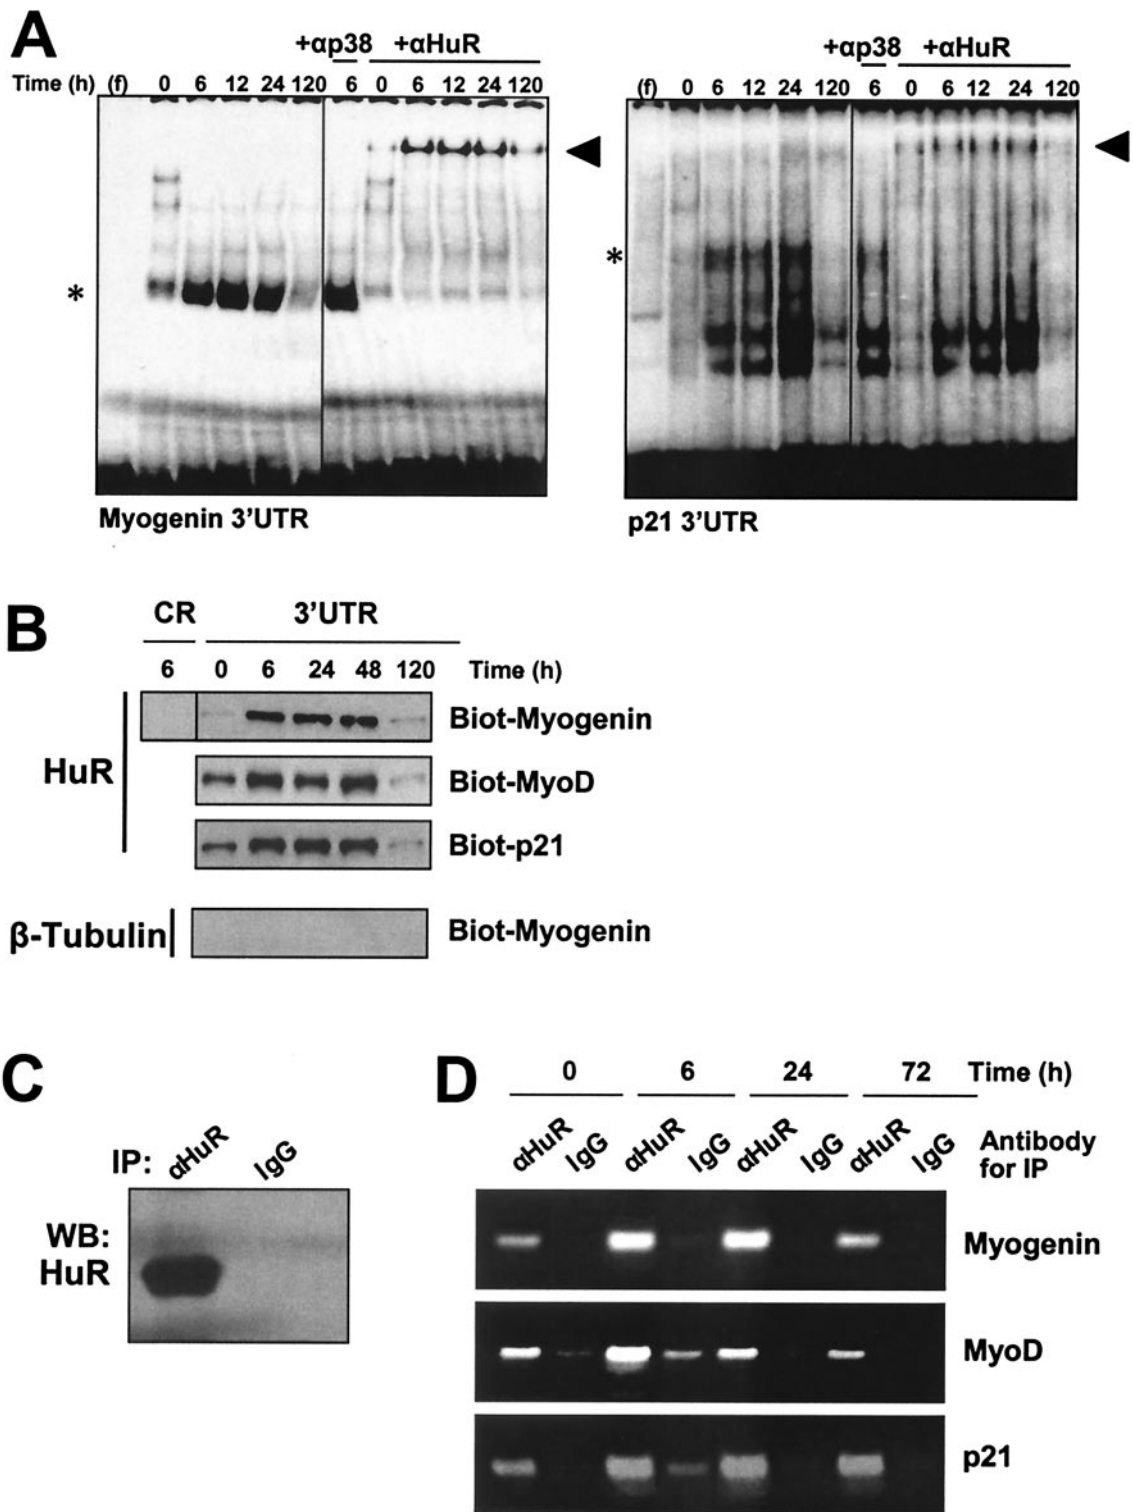 A
+αp38 +αHuR
Time (h) (f) 0 6 12 24 120 6 0 6 12 24 120
*
Myogenin 3'UTR
+αp38 +αHuR
(f) 0 6 12 24 120 6 0 6 12 24 120
*
p21 3'UTR
B
CR 3'UTR
6 0 6 24 48 120 Time (h)
HuR
Biot-Myogenin
Biot-MyoD
Biot-p21
β-Tubulin
Biot-Myogenin
C
IP: αHuR IgG
WB:
HuR
D
0 6 24 72 Time (h)
αHuR IgG αHuR IgG αHuR IgG αHuR IgG
Antibody
for IP
Myogenin
MyoD
p21